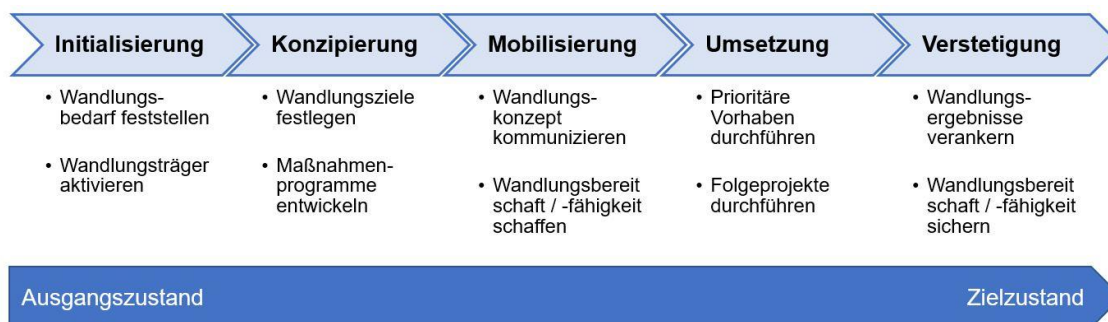 Initialisierung
Konzipierung
Mobilisierung
Umsetzung
Verstetigung
• Wandlungs-
bedarf feststellen
• Wandlungsträger
aktivieren
• Wandlungsziele
festlegen
• Maßnahmen-
programme
entwickeln
• Wandlungs-
konzept
kommunizieren
• Wandlungsbereit
schaft / -fähigkeit
schaffen
• Prioritäre
Vorhaben
durchführen
• Folgeprojekte
durchführen
• Wandlungs-
ergebnisse
verankern
• Wandlungsbereit
schaft / -fähigkeit
sichern
Ausgangszustand
Zielzustand